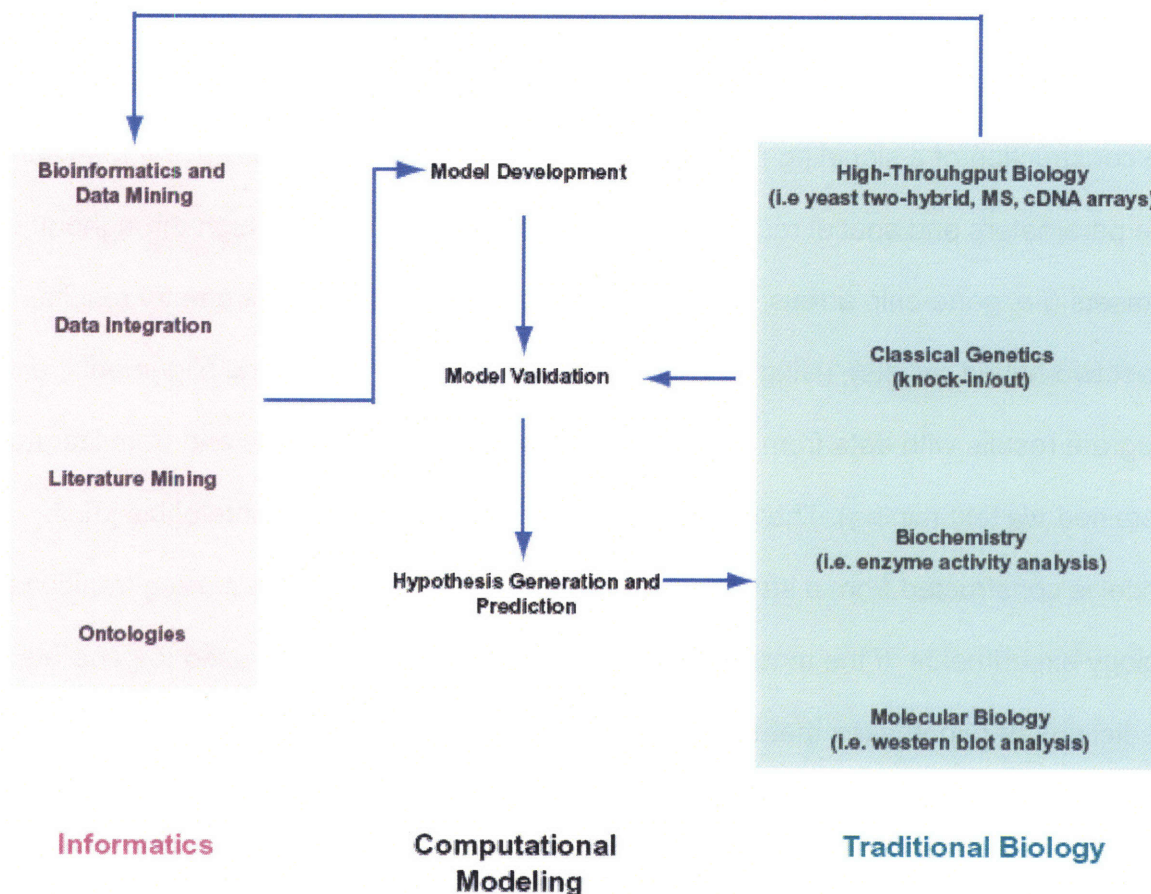 Bioinformatics and
Data Mining
Data Integration
Literature Mining
Ontologies
Model Development
Model Validation
Hypothesis Generation and
Prediction
High-Throuhgput Biology
(i.e yeast two-hybrid, MS, cDNA arrays)
Classical Genetics
(knock-in/out)
Biochemistry
(i.e. enzyme activity analysis)
Molecular Biology
(i.e. western blot analysis)
Informatics
Computational
Modeling
Traditional Biology